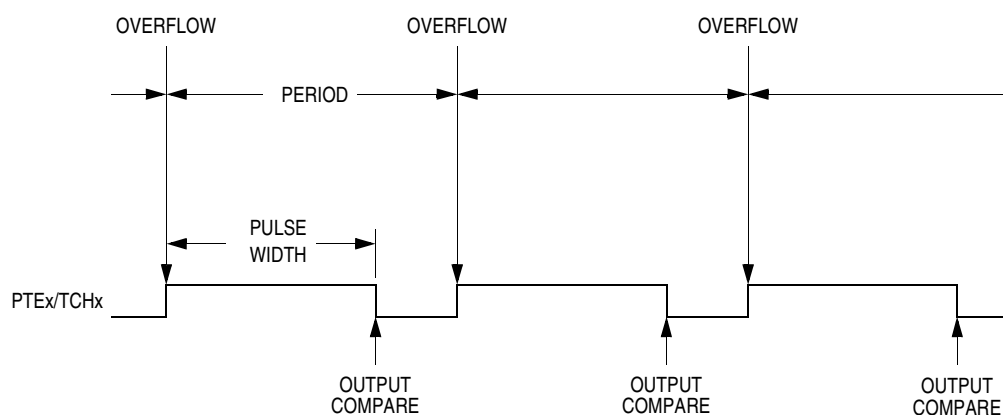 OVERFLOW
OVERFLOW
OVERFLOW
PERIOD
PULSE
WIDTH
PTEx/TCHx
OUTPUT
COMPARE
OUTPUT
COMPARE
OUTPUT
COMPARE